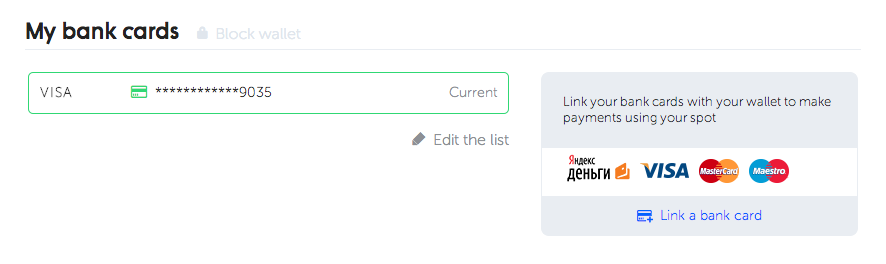 My bank cards
Block wallet
VISA
************9035
Current
Edit the list
Link your bank cards with your wallet to make
payments using your spot
Яндекс
деньги
VISA
MasterCard
Maestro
Link a bank card